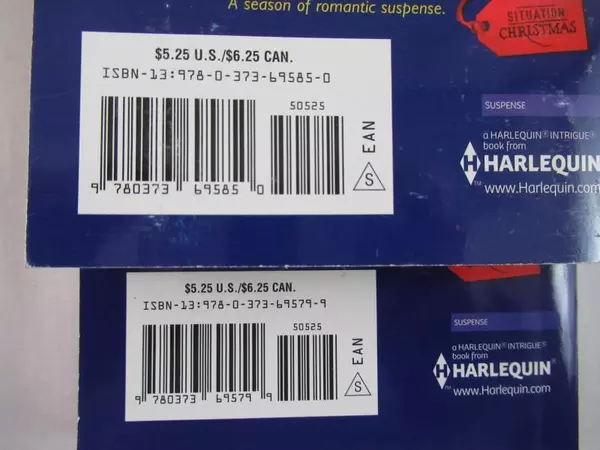 A season of romantic suspense.
SITUATION
CHRISTMAS
$5.25 U.S./$6.25 CAN.
ISBN-13:978-0-373-69585-0
50525
EAN
S
9 780373 69585 0
SUSPENSE
a HARLEQUIN® INTRIGUE®
book from
HARLEQUIN
™ www.Harlequin.com
$5.25 U.S./$6.25 CAN.
ISBN-13:978-0-373-69579-9
50525
EAN
S
9 780373 69579 9
SUSPENSE
a HARLEQUIN® INTRIGUE®
book from
HARLEQUIN®
™ www.Harlequin.com